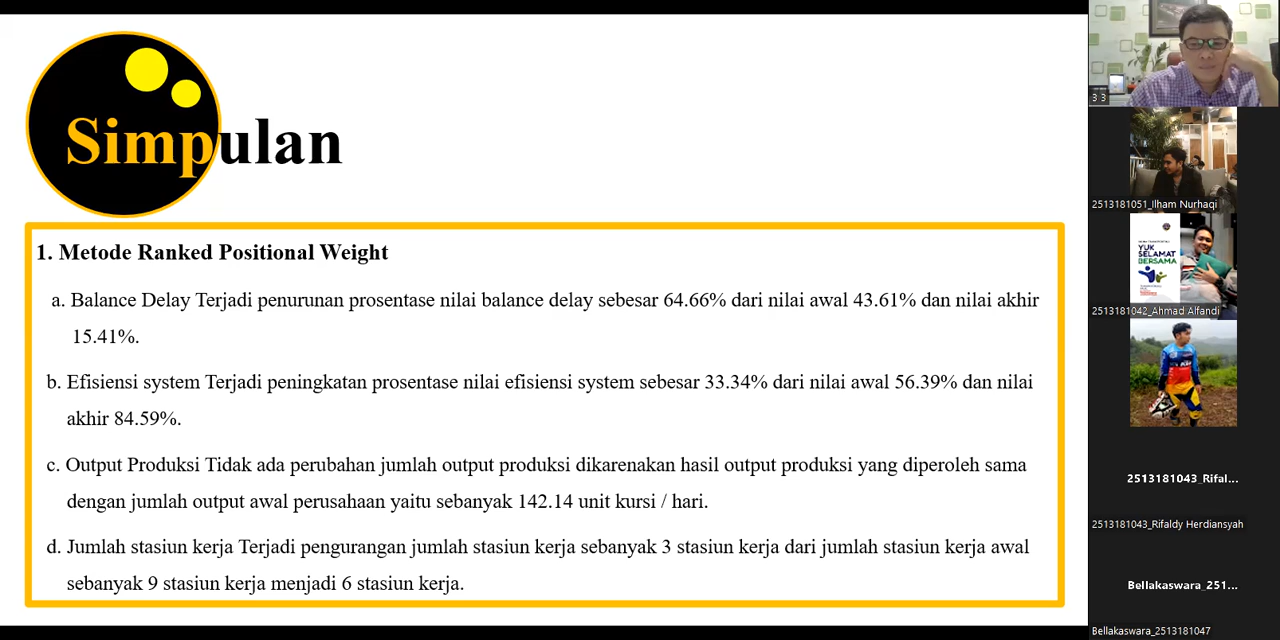 Simpulan
1. Metode Ranked Positional Weight
a. Balance Delay Terjadi penurunan prosentase nilai balance delay sebesar 64.66% dari nilai awal 43.61% dan nilai akhir
15.41%.
b. Efisiensi system Terjadi peningkatan prosentase nilai efisiensi system sebesar 33.34% dari nilai awal 56.39% dan nilai
akhir 84.59%.
c. Output Produksi Tidak ada perubahan jumlah output produksi dikarenakan hasil output produksi yang diperoleh sama
dengan jumlah output awal perusahaan yaitu sebanyak 142.14 unit kursi / hari.
d. Jumlah stasiun kerja Terjadi pengurangan jumlah stasiun kerja sebanyak 3 stasiun kerja dari jumlah stasiun kerja awal
sebanyak 9 stasiun kerja menjadi 6 stasiun kerja.
3 3
2513181051_Ilham Nurhaqi
YUK
SELAMAT
BERSAMA
2513181042_Ahmad Alfandi
2513181043_Rifal...
2513181043_Rifaldy Herdiansyah
Bellakaswara_251...
Bellakaswara_2513181047